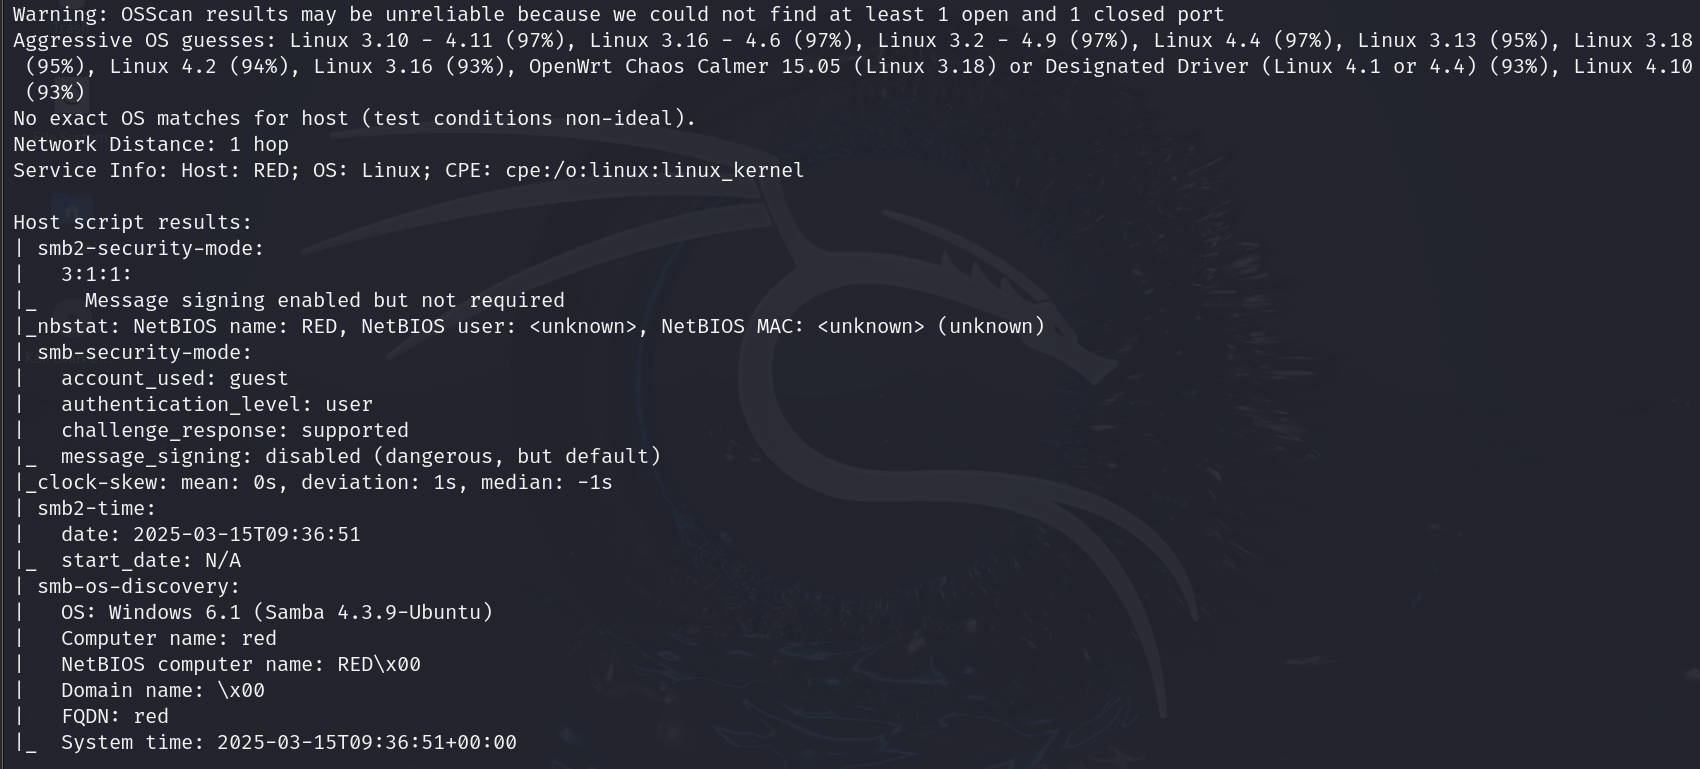 Warning: OSScan results may be unreliable because we could not find at least 1 open and 1 closed port
Aggressive OS guesses: Linux 3.10 - 4.11 (97%), Linux 3.16 - 4.6 (97%), Linux 3.2 - 4.9 (97%), Linux 4.4 (97%), Linux 3.13 (95%), Linux 3.18
 (95%), Linux 4.2 (94%), Linux 3.16 (93%), OpenWrt Chaos Calmer 15.05 (Linux 3.18) or Designated Driver (Linux 4.1 or 4.4) (93%), Linux 4.10
 (93%)
No exact OS matches for host (test conditions non-ideal).
Network Distance: 1 hop
Service Info: Host: RED; OS: Linux; CPE: cpe:/o:linux:linux_kernel

Host script results:
| smb2-security-mode:
|   3:1:1:
|_    Message signing enabled but not required
|_nbstat: NetBIOS name: RED, NetBIOS user: <unknown>, NetBIOS MAC: <unknown> (unknown)
| smb-security-mode:
|   account_used: guest
|   authentication_level: user
|   challenge_response: supported
|_  message_signing: disabled (dangerous, but default)
|_clock-skew: mean: 0s, deviation: 1s, median: -1s
| smb2-time:
|   date: 2025-03-15T09:36:51
|_  start_date: N/A
| smb-os-discovery:
|   OS: Windows 6.1 (Samba 4.3.9-Ubuntu)
|   Computer name: red
|   NetBIOS computer name: RED\x00
|   Domain name: \x00
|   FQDN: red
|_  System time: 2025-03-15T09:36:51+00:00